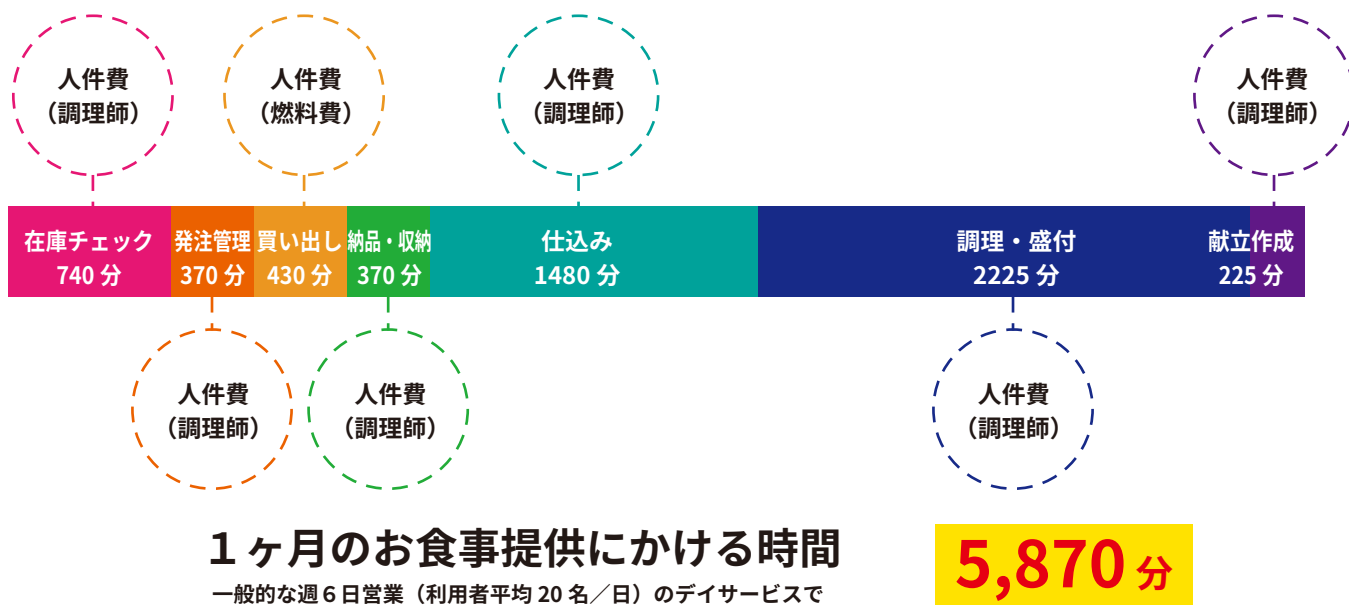 人件費
（調理師）
人件費
（燃料費）
人件費
（調理師）
人件費
（調理師）
在庫チェック
740 分
発注管理
370 分
買い出し
430 分
納品・収納
370 分
仕込み
1480 分
調理・盛付
2225 分
献立作成
225 分
人件費
（調理師）
人件費
（調理師）
人件費
（調理師）
１ヶ月のお食事提供にかける時間
5,870 分
一般的な週６日営業（利用者平均 20 名／日）のデイサービスで